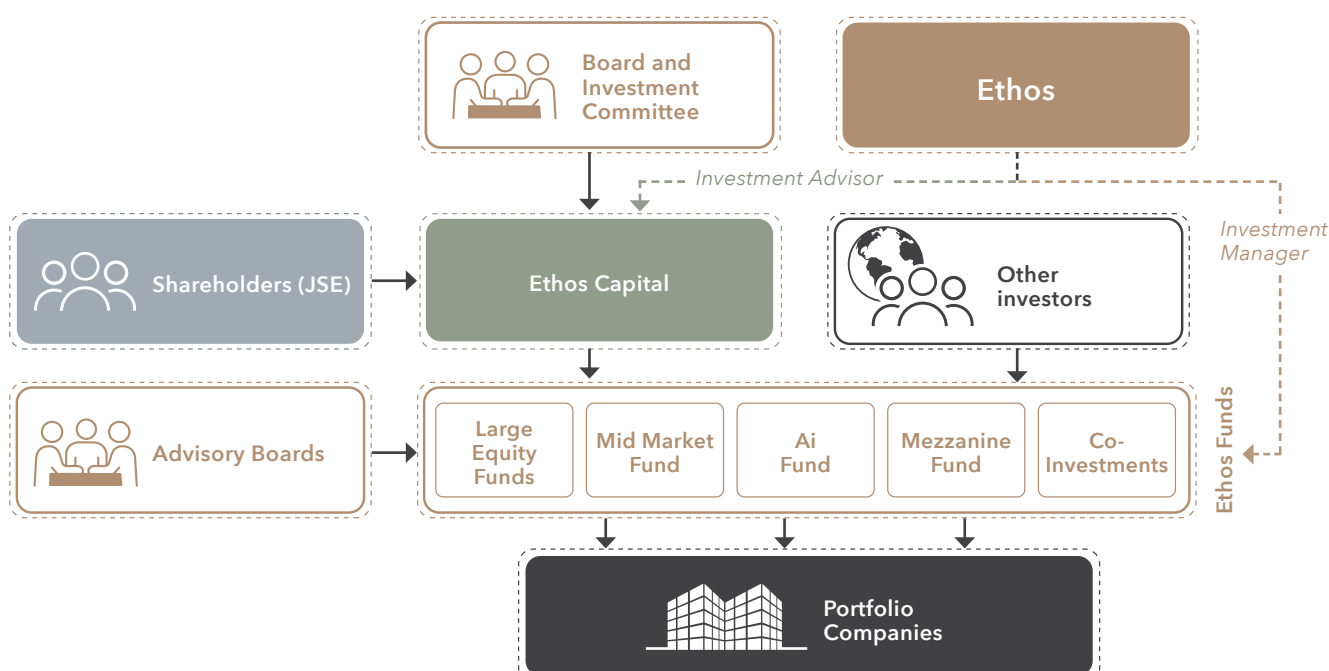 Board and
Investment
Committee
Ethos
Investment Advisor
Investment
Manager
Shareholders (JSE)
Ethos Capital
Other
investors
Advisory Boards
Large
Equity
Funds
Mid Market
Fund
Ai
Fund
Mezzanine
Fund
Co-
Investments
Ethos Funds
Portfolio
Companies